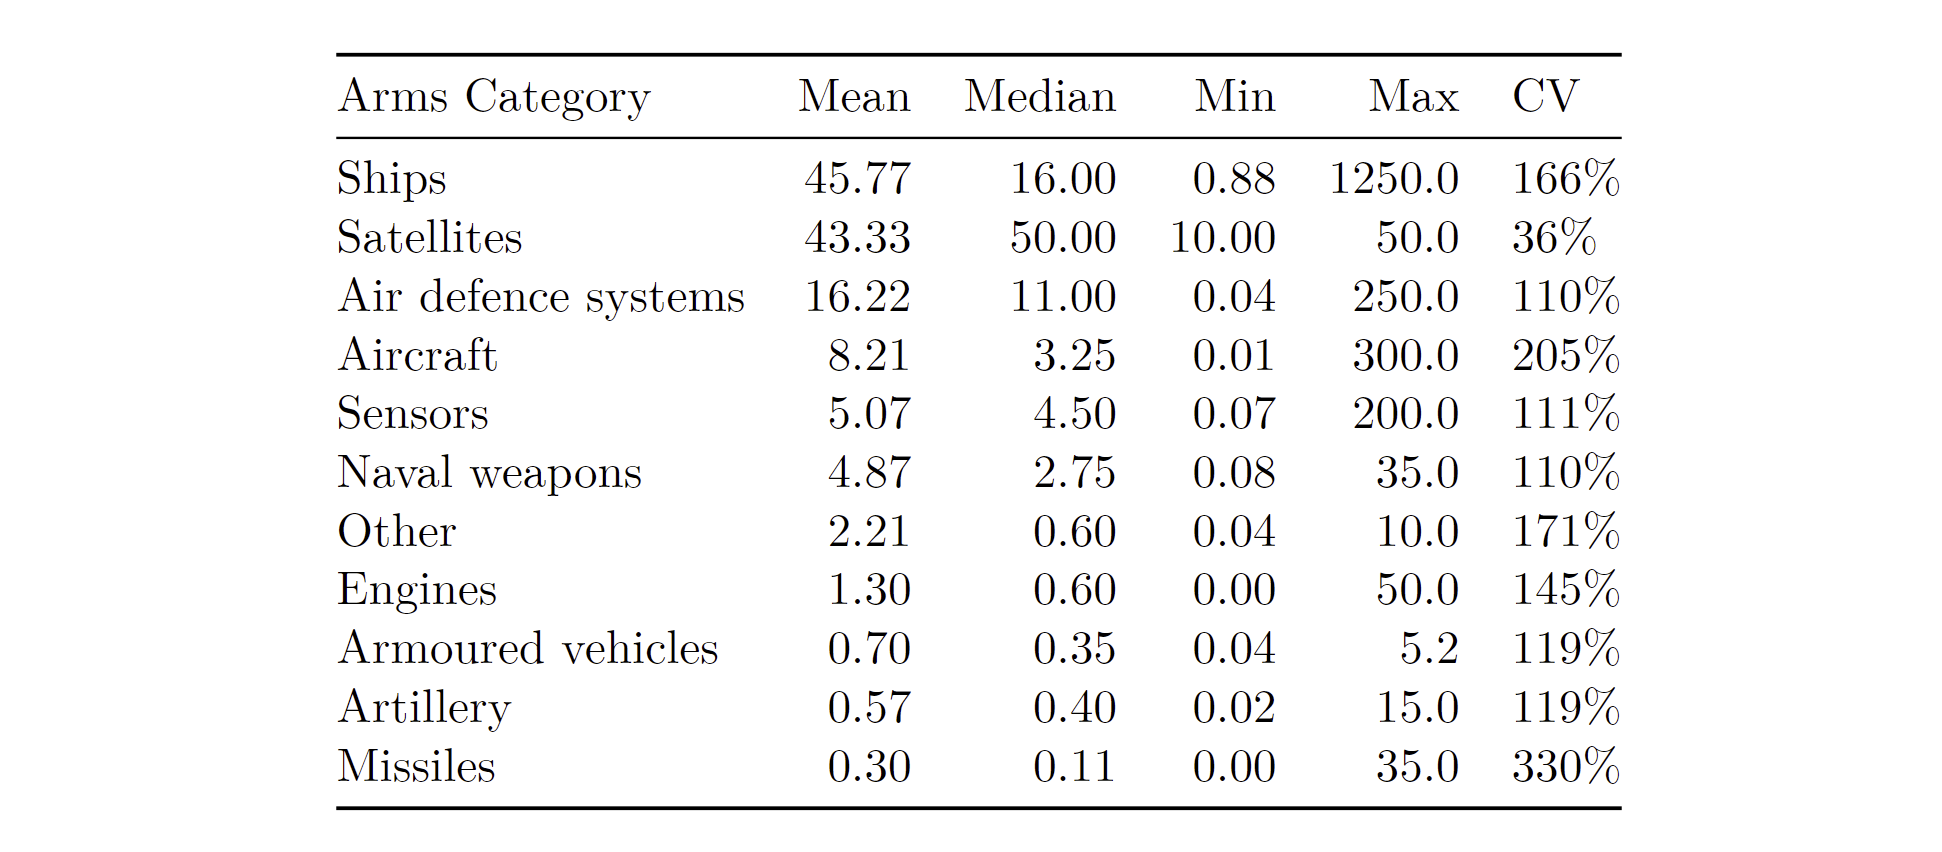 Arms Category Mean Median Min Max CV
Ships 45.77 16.00 0.88 1250.0 166%
Satellites 43.33 50.00 10.00 50.0 36%
Air defence systems 16.22 11.00 0.04 250.0 110%
Aircraft 8.21 3.25 0.01 300.0 205%
Sensors 5.07 4.50 0.07 200.0 111%
Naval weapons 4.87 2.75 0.08 35.0 110%
Other 2.21 0.60 0.04 10.0 171%
Engines 1.30 0.60 0.00 50.0 145%
Armoured vehicles 0.70 0.35 0.04 5.2 119%
Artillery 0.57 0.40 0.02 15.0 119%
Missiles 0.30 0.11 0.00 35.0 330%